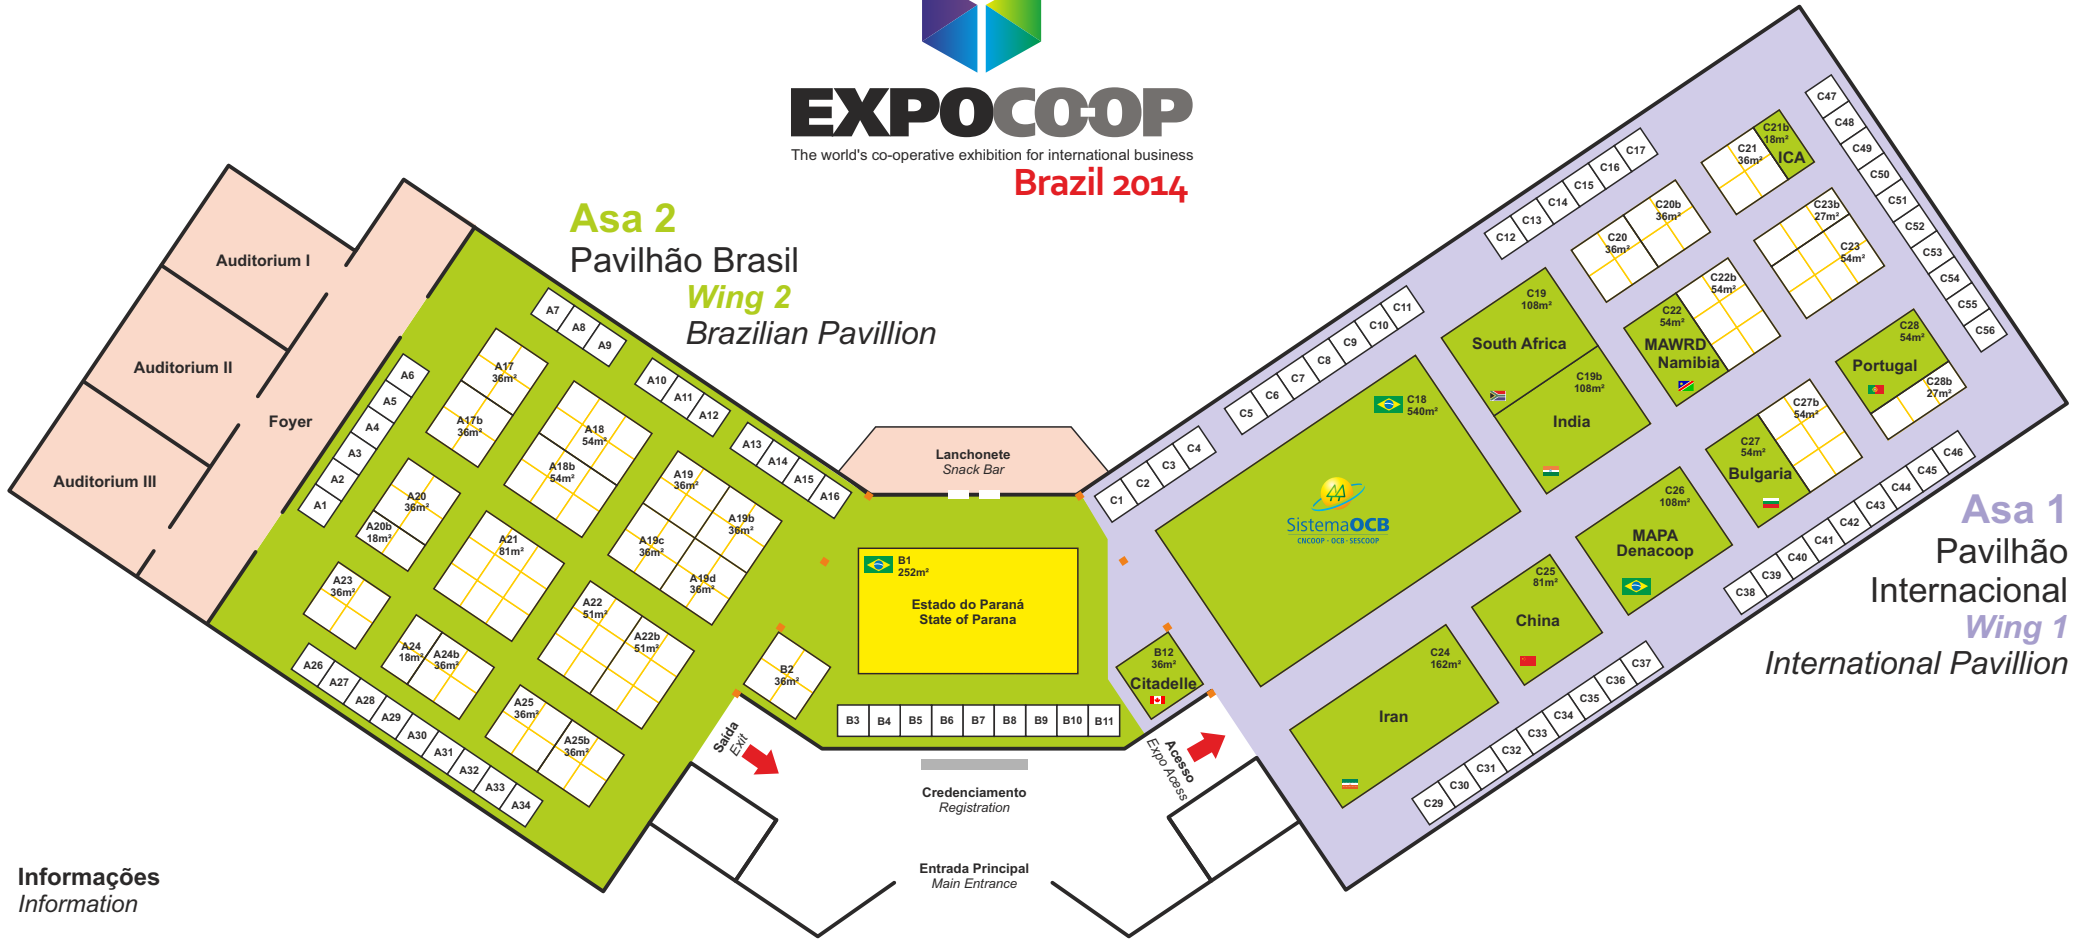 EXPOCO-OP
The world's co-operative exhibition for international business
Brazil 2014
Asa 2
Pavilhão Brasil
Wing 2
Brazilian Pavillion
Auditorium I
Auditorium II
Auditorium III
Foyer
A1
A2
A3
A4
A5
A6
A7
A8
A9
A10
A11
A12
A13
A14
A15
A16
A17
36m²
A17b
36m²
A18
54m²
A18b
54m²
A19
36m²
A19b
36m²
A19c
36m²
A19d
36m²
A20
36m²
A20b
18m²
A21
81m²
A22
51m²
A22b
51m²
A23
36m²
A24
18m²
A24b
36m²
A25
36m²
A25b
36m²
A26
A27
A28
A29
A30
A31
A32
A33
A34
Lanchonete
Snack Bar
B1
252m²
Estado do Paraná
State of Parana
B2
36m²
B3
B4
B5
B6
B7
B8
B9
B10
B11
B12
36m²
Citadelle
Saída
Exit
Acesso
Expo Acess
Credenciamento
Registration
Entrada Principal
Main Entrance
Informações
Information
C1
C2
C3
C4
C5
C6
C7
C8
C9
C10
C11
C12
C13
C14
C15
C16
C17
C18
540m²
SistemaOCB
CNCOOP - OCB - SESCOOP
C19
108m²
South Africa
C19b
108m²
India
C20
36m²
C20b
36m²
C21
36m²
C21b
18m²
ICA
C22
54m²
MAWRD
Namibia
C22b
54m²
C23b
27m²
C23
54m²
C24
162m²
Iran
C25
81m²
China
C26
108m²
MAPA
Denacoop
C27
54m²
Bulgaria
C27b
54m²
C28
54m²
Portugal
C28b
27m²
C29
C30
C31
C32
C33
C34
C35
C36
C37
C38
C39
C40
C41
C42
C43
C44
C45
C46
C47
C48
C49
C50
C51
C52
C53
C54
C55
C56
Asa 1
Pavilhão
Internacional
Wing 1
International Pavillion